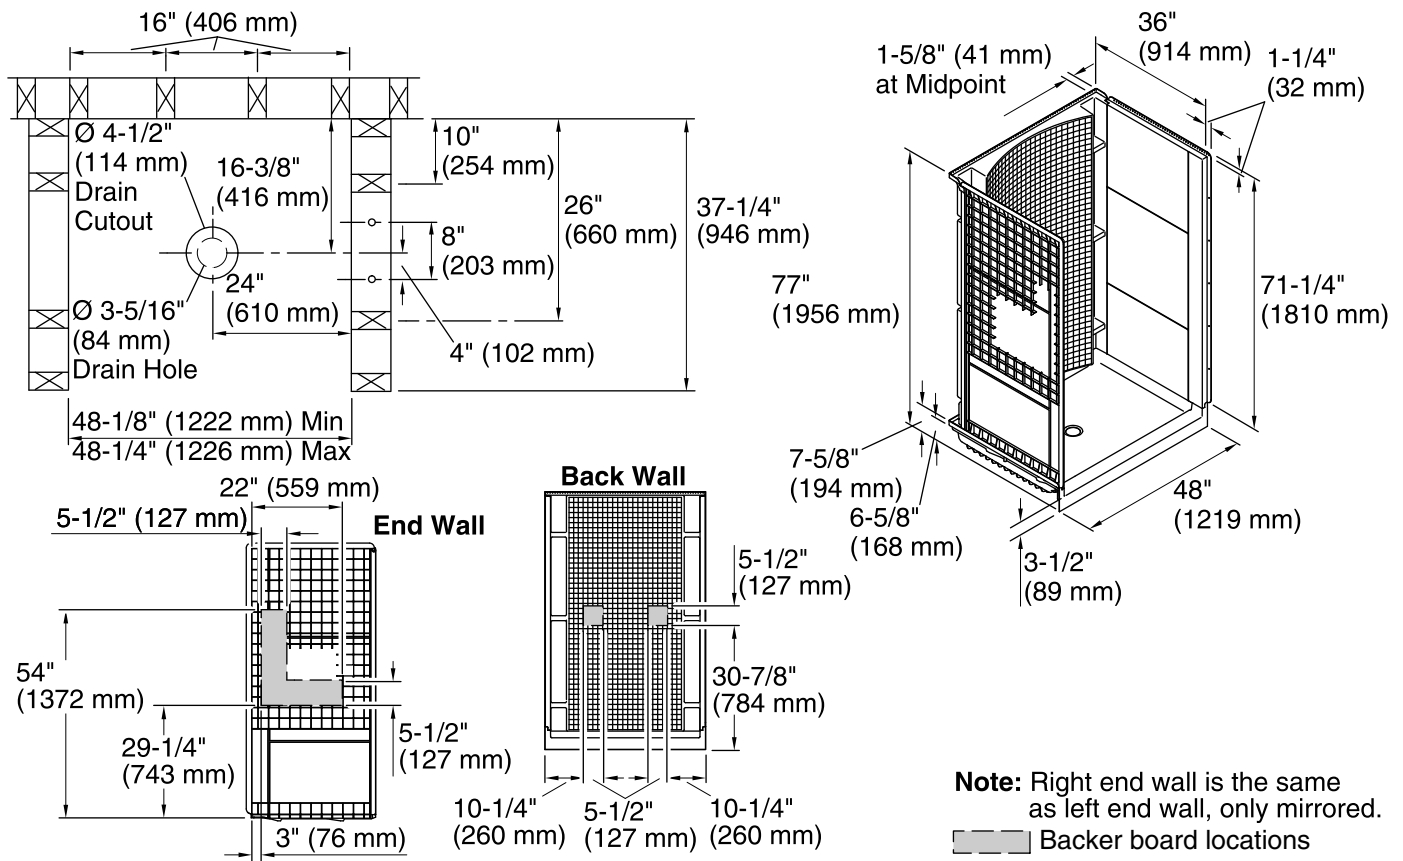 16" (406 mm)
Ø 4-1/2"
(114 mm)
Drain
Cutout
16-3/8"
(416 mm)
10"
(254 mm)
26"
(660 mm)
37-1/4"
(946 mm)
8"
(203 mm)
24"
(610 mm)
Ø 3-5/16"
(84 mm)
Drain Hole
4" (102 mm)
48-1/8" (1222 mm) Min
48-1/4" (1226 mm) Max
36"
(914 mm)
1-5/8" (41 mm)
at Midpoint
1-1/4"
(32 mm)
77"
(1956 mm)
71-1/4"
(1810 mm)
7-5/8"
(194 mm)
6-5/8"
(168 mm)
48"
(1219 mm)
3-1/2"
(89 mm)
22" (559 mm)
5-1/2" (127 mm)
End Wall
54"
(1372 mm)
29-1/4"
(743 mm)
5-1/2"
(127 mm)
3" (76 mm)
Back Wall
5-1/2"
(127 mm)
30-7/8"
(784 mm)
10-1/4"
(260 mm)
5-1/2"
(127 mm)
10-1/4"
(260 mm)
Note: Right end wall is the same
as left end wall, only mirrored.
Backer board locations